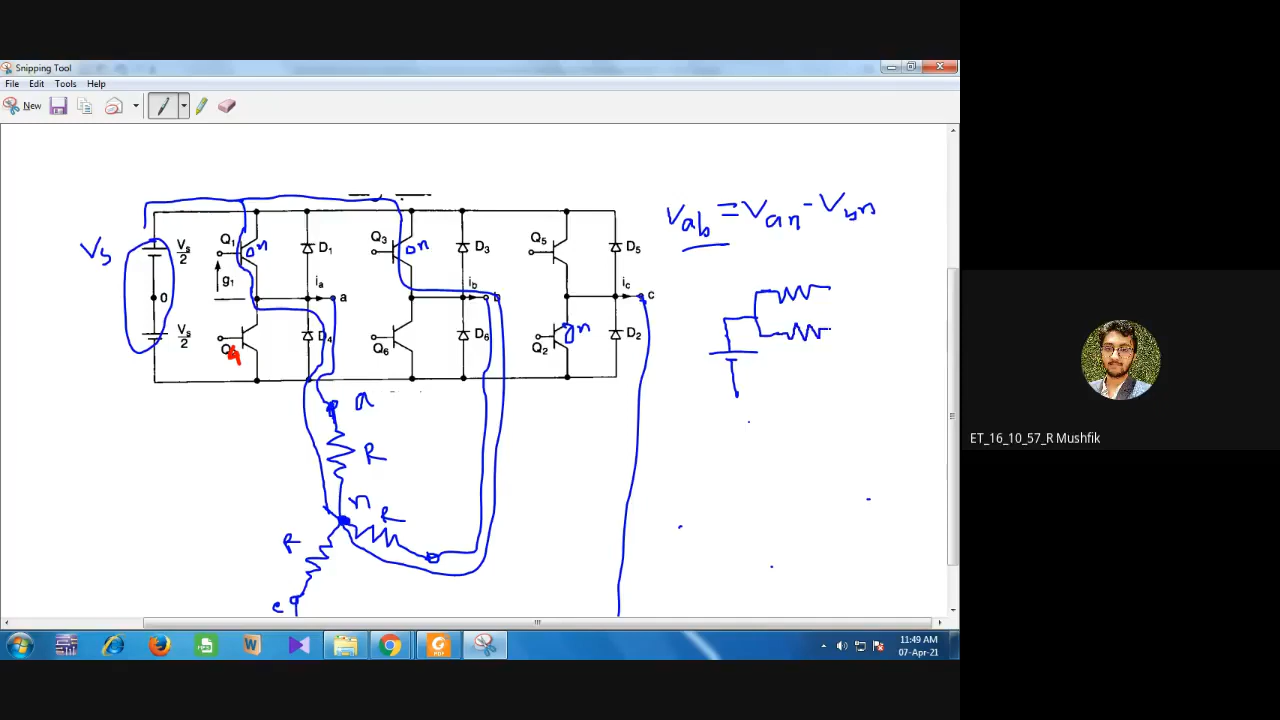 Snipping Tool
File Edit Tools Help
New
Vs
Vs/2
Q1
on
D1
Q3
on
D3
Q5
D5
g1
ia
a
ib
b
ic
c
0
Vs/2
D4
Q6
D6
Q2
on
D2
Vab = Van - Vbn
a
R
n
R
R
c
ET_16_10_57_R Mushfik
11:49 AM
07-Apr-21